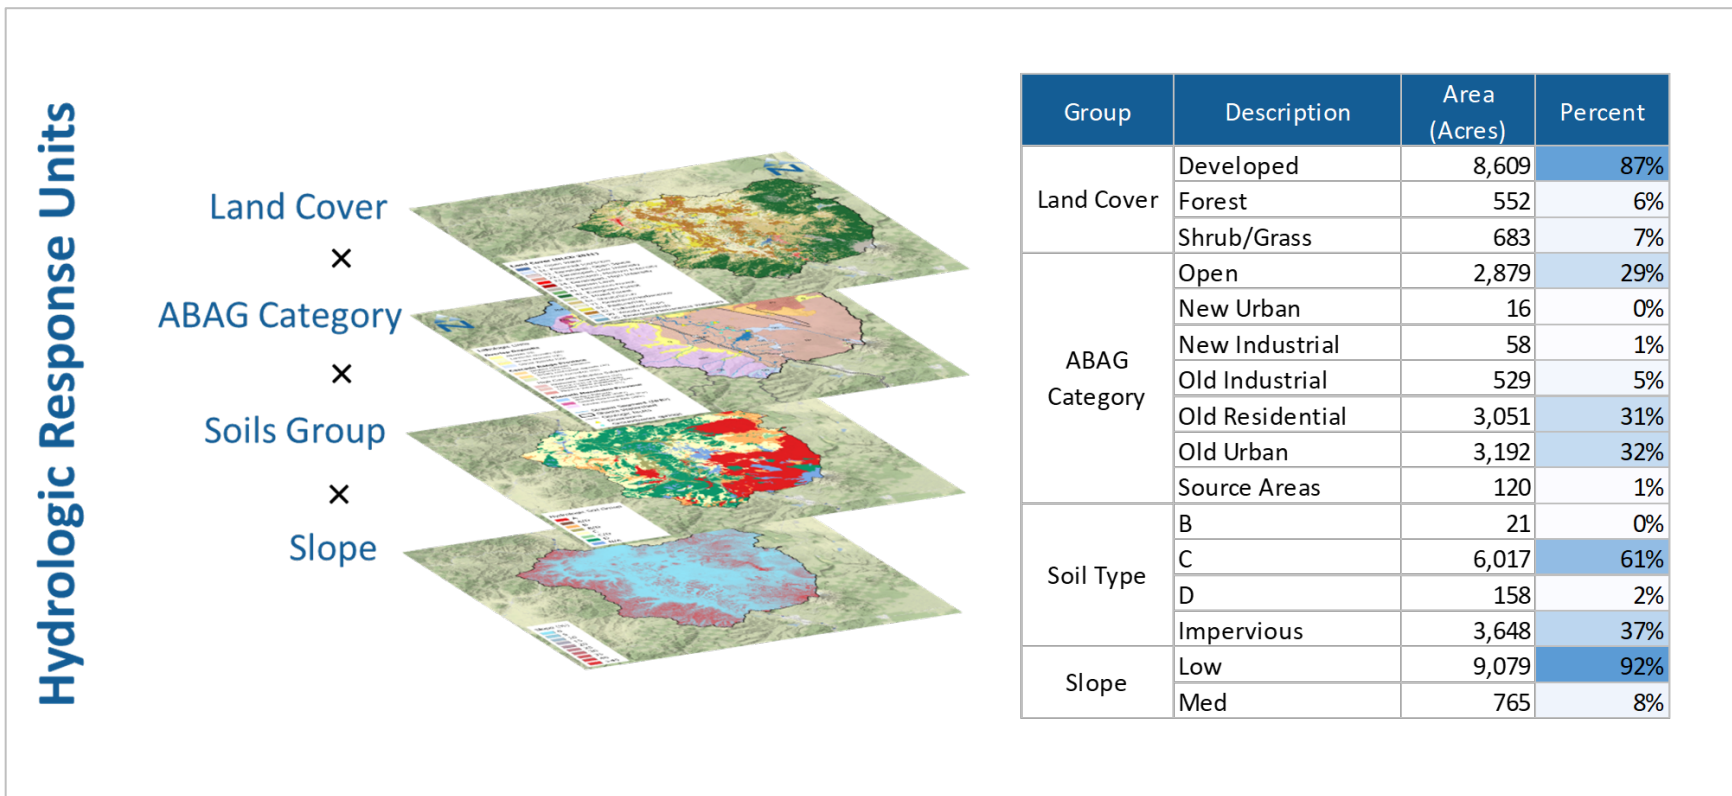 Hydrologic Response Units
Land Cover
×
ABAG Category
×
Soils Group
×
Slope
Group Description Area (Acres) Percent
Land Cover
Developed 8,609 87%
Forest 552 6%
Shrub/Grass 683 7%
ABAG Category
Open 2,879 29%
New Urban 16 0%
New Industrial 58 1%
Old Industrial 529 5%
Old Residential 3,051 31%
Old Urban 3,192 32%
Source Areas 120 1%
Soil Type
B 21 0%
C 6,017 61%
D 158 2%
Impervious 3,648 37%
Slope
Low 9,079 92%
Med 765 8%